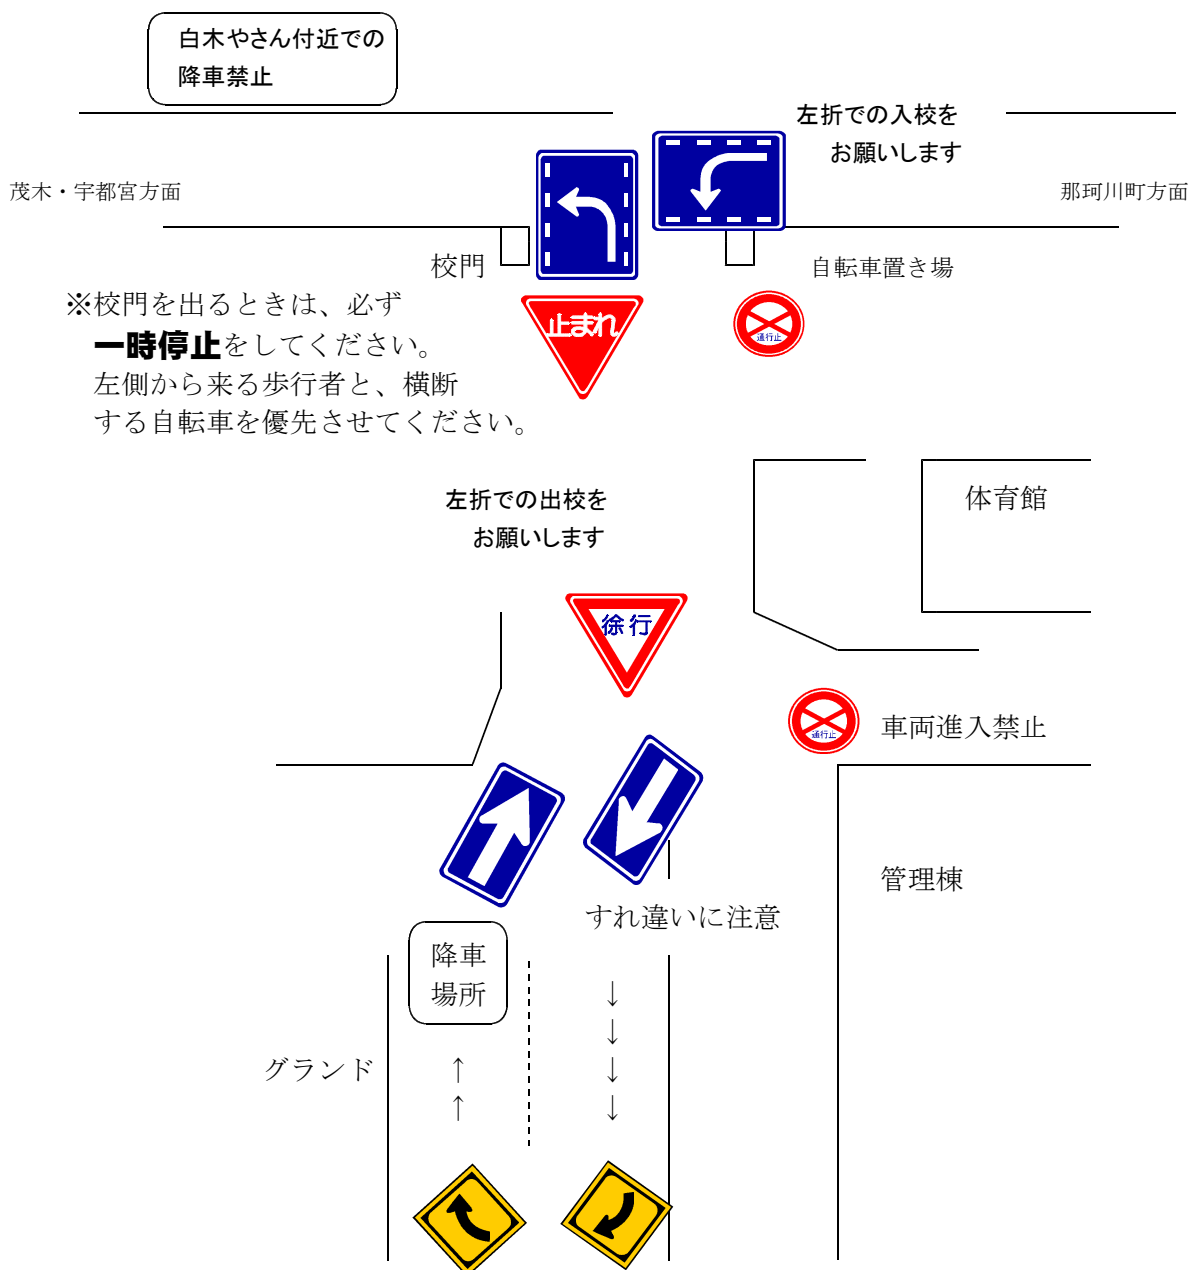 白木やさん付近での
降車禁止
左折での入校を
お願いします
茂木・宇都宮方面
那珂川町方面
校門
自転車置き場
※校門を出るときは、必ず
一時停止をしてください。
左側から来る歩行者と、横断
する自転車を優先させてください。
止まれ
通行止
左折での出校を
お願いします
体育館
徐行
通行止
車両進入禁止
管理棟
すれ違いに注意
降車
場所
↓
↓
グランド
↑
↓
↑
↓